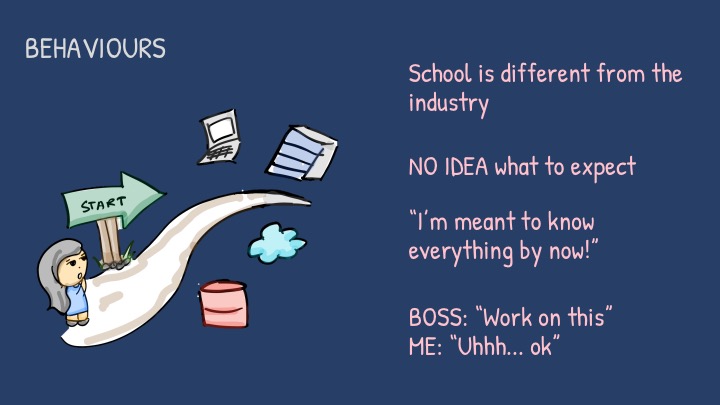 BEHAVIOURS
START
School is different from the
industry
NO IDEA what to expect
“I’m meant to know
everything by now!”
BOSS: “Work on this”
ME: “Uhhh... ok”